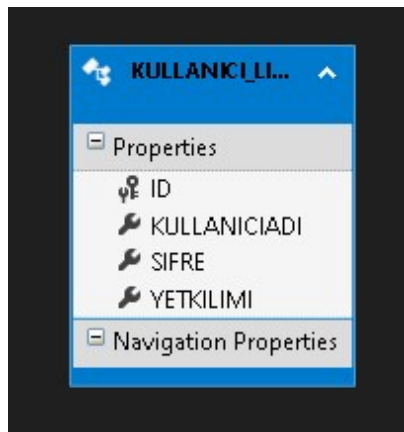 KULLANICI_LI...
Properties
ID
KULLANICIADI
SIFRE
YETKILIMI
Navigation Properties